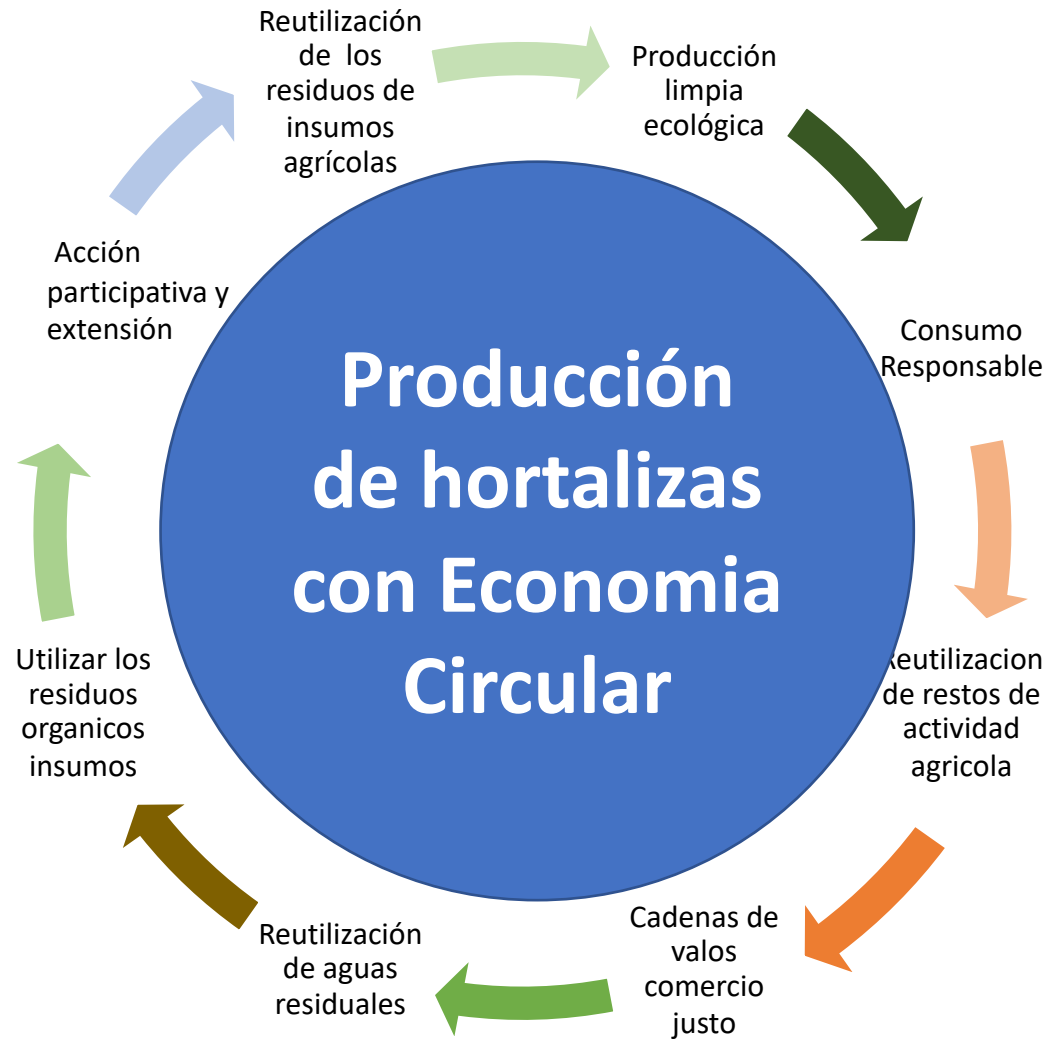 Reutilización
de los
residuos de
insumos
agrícolas
Producción
limpia
ecológica
Consumo
Responsable
Reutilizacion
de restos de
actividad
agricola
Cadenas de
valos
comercio
justo
Reutilización
de aguas
residuales
Utilizar los
residuos
organicos
insumos
Acción
participativa y
extensión
Producción
de hortalizas
con Economia
Circular